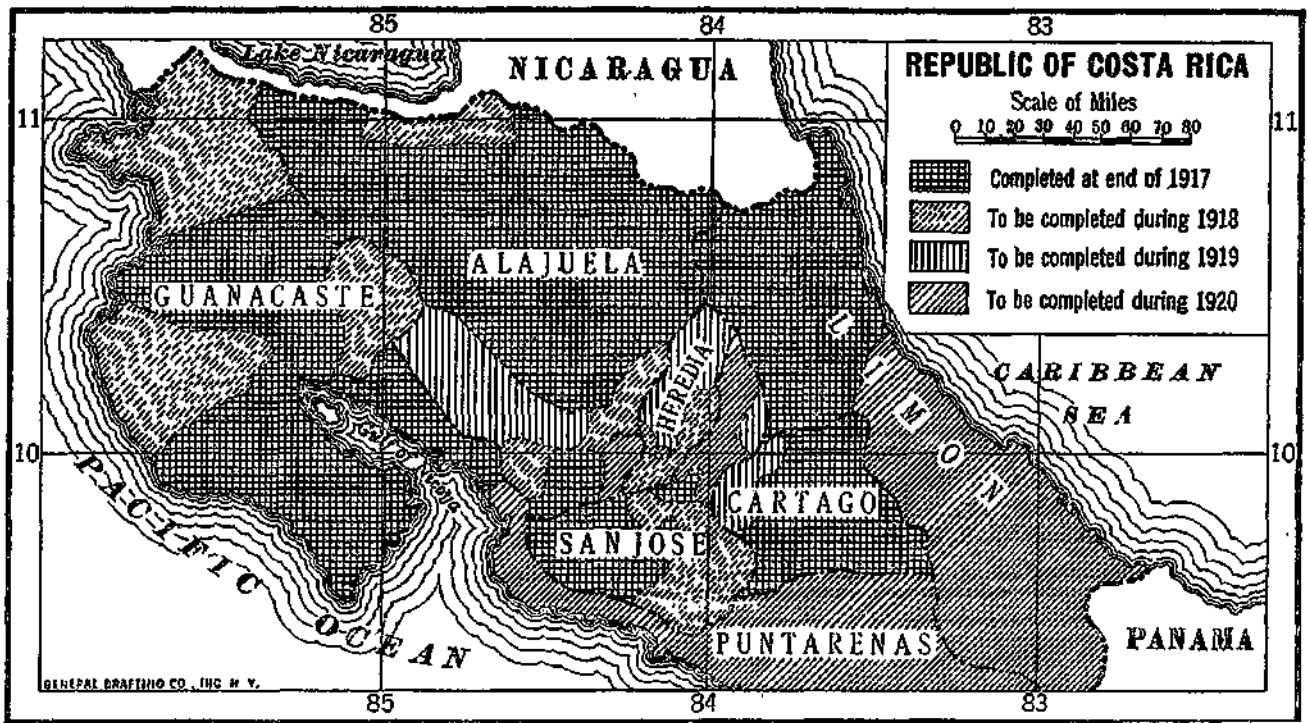 85 84 83
Lake Nicaragua
NICARAGUA
REPUBLIC OF COSTA RICA
Scale of Miles
0 10 20 30 40 50 60 70 80
11 11
Completed at end of 1917
To be completed during 1918
To be completed during 1919
To be completed during 1920
ALAJUELA
GUANACASTE
HEREDIA
LIMON
CARIBBEAN
SEA
10 10
CARTAGO
SAN JOSE
PACIFIC
OCEAN
PUNTARENAS
PANAMA
GENERAL DRAFTING CO., INC N. Y.
85 84 83